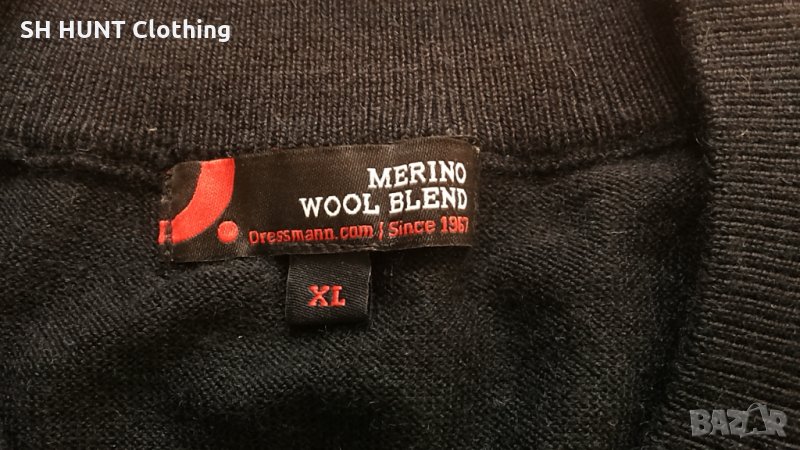 SH HUNT Clothing
MERINO
WOOL BLEND
Dressmann.com | Since 1967
XL
BAZAR